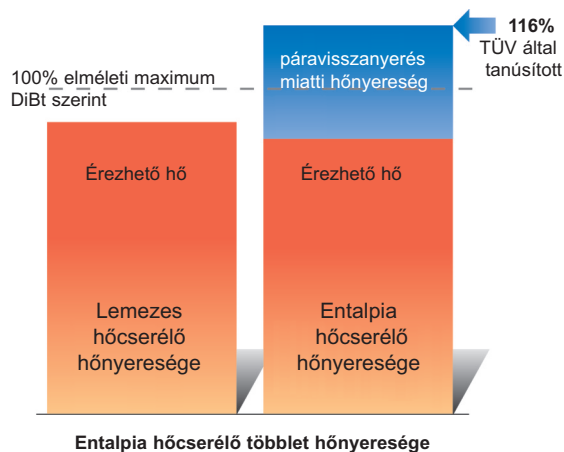 116%
TÜV által
tanúsított
páravisszanyerés
miatti hőnyereség
100% elméleti maximum
DiBt szerint
Érezhető hő
Érezhető hő
Lemezes
hőcserélő
hőnyeresége
Entalpia
hőcserélő
hőnyeresége
Entalpia hőcserélő többlet hőnyeresége